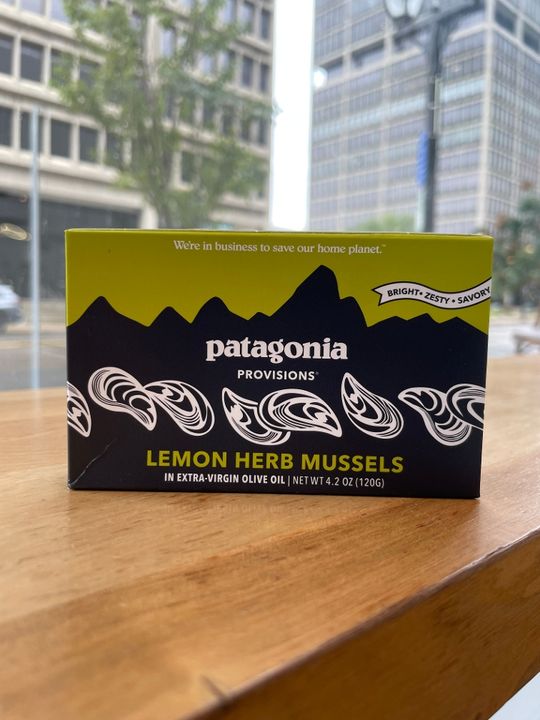 We're in business to save our home planet.™
BRIGHT • ZESTY • SAVORY
patagonia
PROVISIONS®
LEMON HERB MUSSELS
IN EXTRA-VIRGIN OLIVE OIL | NET WT 4.2 OZ (120G)